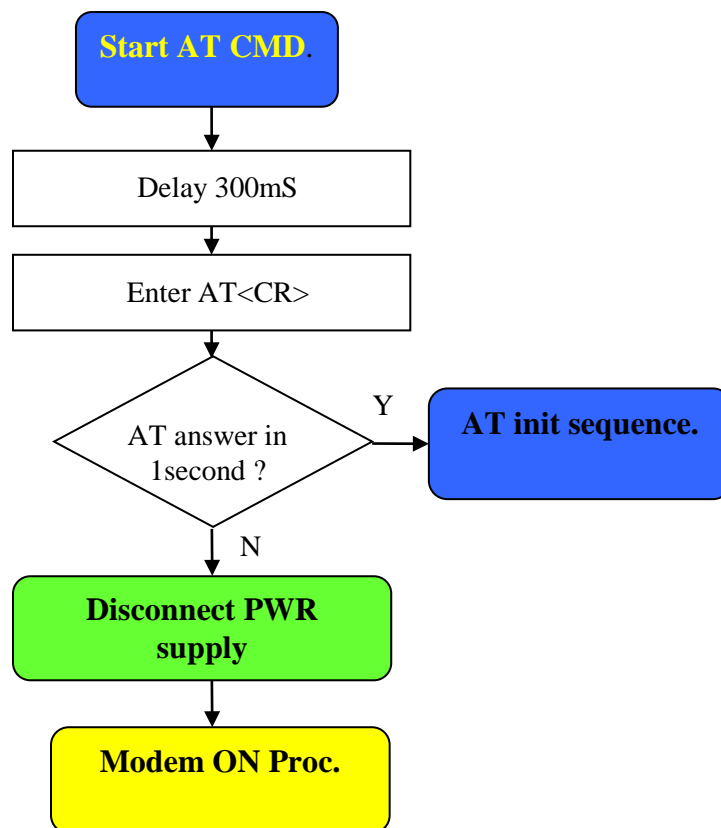 Start AT CMD.
Delay 300mS
Enter AT<CR>
AT answer in
1second ?
Y
AT init sequence.
N
Disconnect PWR
supply
Modem ON Proc.